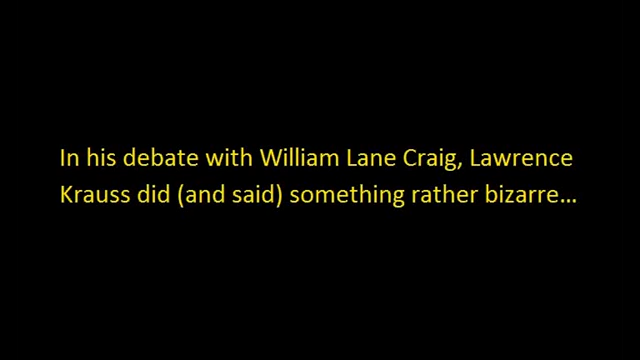 In his debate with William Lane Craig, Lawrence
Krauss did (and said) something rather bizarre...